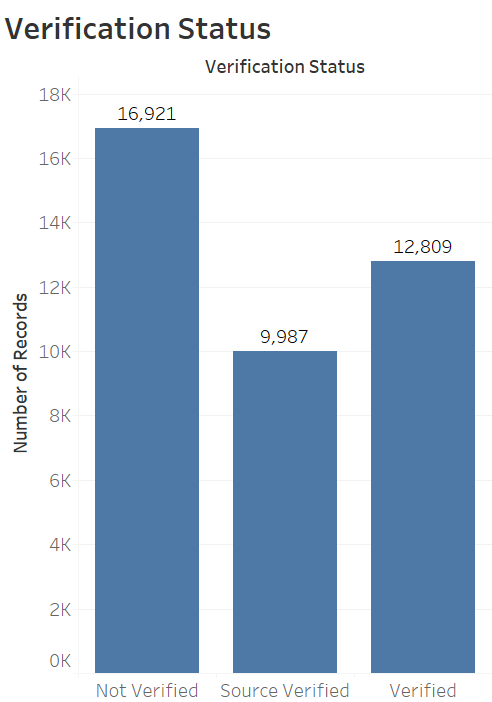 Verification Status
Verification Status
18K
16,921
16K
14K
12,809
12K
Number of Records
9,987
10K
8K
6K
4K
2K
0K
Not Verified Source Verified Verified